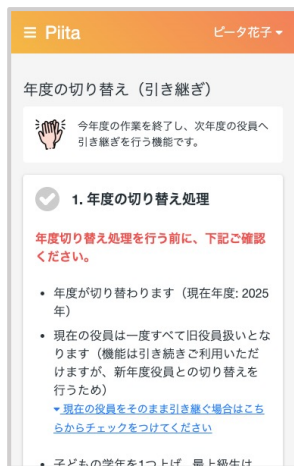 ≡ Piita
ピータ花子▼
年度の切り替え（引き継ぎ）
今年度の作業を終了し、次年度の役員へ
引き継ぎを行う機能です。
1. 年度の切り替え処理
年度切り替え処理を行う前に、下記ご確認
ください。
• 年度が切り替わります（現在年度: 2025
年）
• 現在の役員は一度すべて旧役員扱いとな
ります（機能は引き続きご利用いただ
けますが、新年度役員との切り替えを
行うため）
▼現在の役員をそのまま引き継ぐ場合はこち
らからチェックをつけてください
• 子どもの学年を1つ上げ、最上級生は